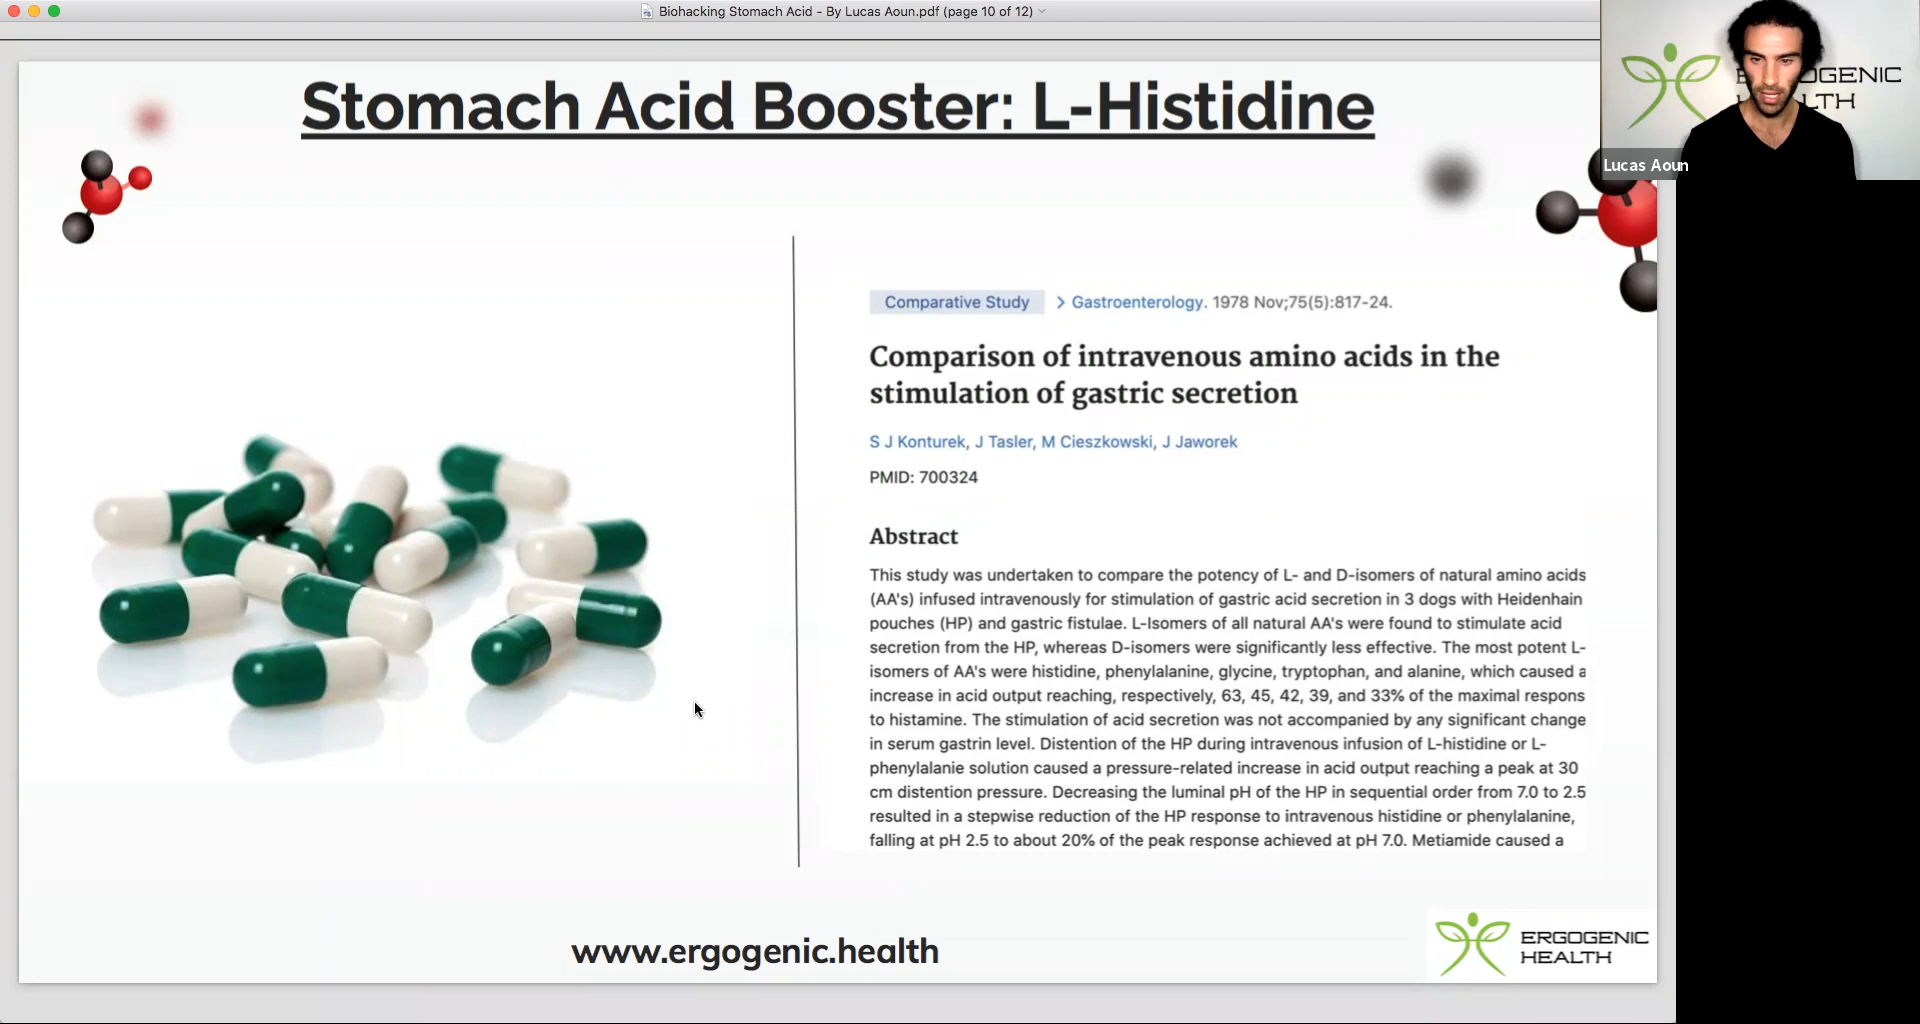 Biohacking Stomach Acid - By Lucas Aoun.pdf (page 10 of 12)
Stomach Acid Booster: L-Histidine
OGENIC
LTH
Lucas Aoun
Comparative Study > Gastroenterology. 1978 Nov;75(5):817-24.
Comparison of intravenous amino acids in the
stimulation of gastric secretion
S J Konturek, J Tasler, M Cieszkowski, J Jaworek
PMID: 700324
Abstract
This study was undertaken to compare the potency of L- and D-isomers of natural amino acids
(AA's) infused intravenously for stimulation of gastric acid secretion in 3 dogs with Heidenhain
pouches (HP) and gastric fistulae. L-Isomers of all natural AA's were found to stimulate acid
secretion from the HP, whereas D-isomers were significantly less effective. The most potent L-
isomers of AA's were histidine, phenylalanine, glycine, tryptophan, and alanine, which caused a
increase in acid output reaching, respectively, 63, 45, 42, 39, and 33% of the maximal respons
to histamine. The stimulation of acid secretion was not accompanied by any significant change
in serum gastrin level. Distention of the HP during intravenous infusion of L-histidine or L-
phenylalanie solution caused a pressure-related increase in acid output reaching a peak at 30
cm distention pressure. Decreasing the luminal pH of the HP in sequential order from 7.0 to 2.5
resulted in a stepwise reduction of the HP response to intravenous histidine or phenylalanine,
falling at pH 2.5 to about 20% of the peak response achieved at pH 7.0. Metiamide caused a
www.ergogenic.health
ERGOGENIC
HEALTH